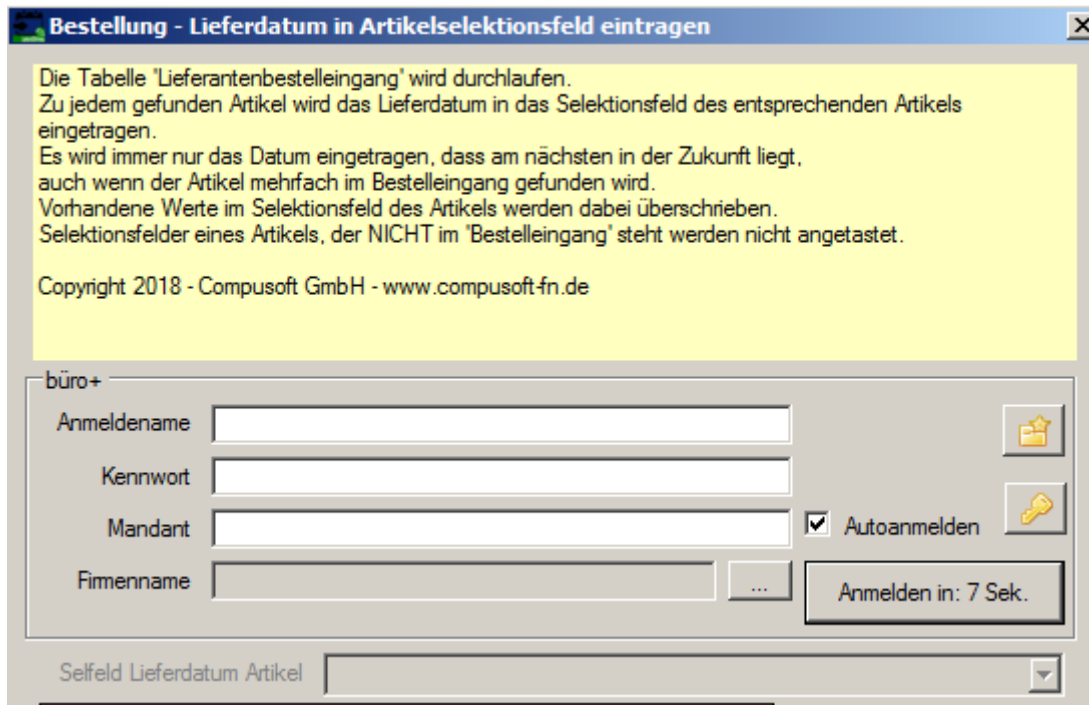 Bestellung - Lieferdatum in Artikelselektionsfeld eintragen
Die Tabelle 'Lieferantenbestelleingang' wird durchlaufen.
Zu jedem gefunden Artikel wird das Lieferdatum in das Selektionsfeld des entsprechenden Artikels
eingetragen.
Es wird immer nur das Datum eingetragen, dass am nächsten in der Zukunft liegt,
auch wenn der Artikel mehrfach im Bestelleingang gefunden wird.
Vorhandene Werte im Selektionsfeld des Artikels werden dabei überschrieben.
Selektionsfelder eines Artikels, der NICHT im 'Bestelleingang' steht werden nicht angetastet.
Copyright 2018 - Compusoft GmbH - www.compusoft-fn.de
büro+
Anmeldename
Kennwort
Mandant
Autoanmelden
Firmenname
...
Anmelden in: 7 Sek.
Selfeld Lieferdatum Artikel